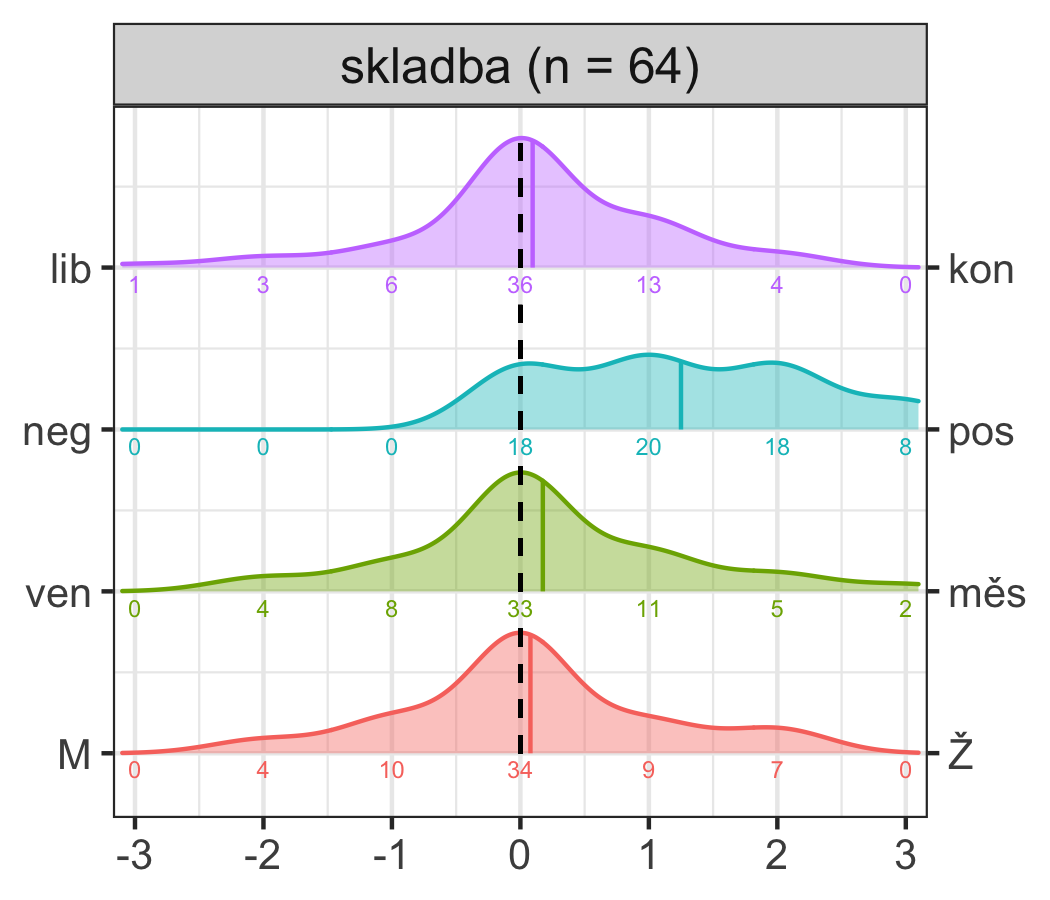 skladba (n = 64)
lib kon
1 3 6 36 13 4 0
neg pos
0 0 0 18 20 18 8
ven měs
0 4 8 33 11 5 2
M Ž
0 4 10 34 9 7 0
-3 -2 -1 0 1 2 3